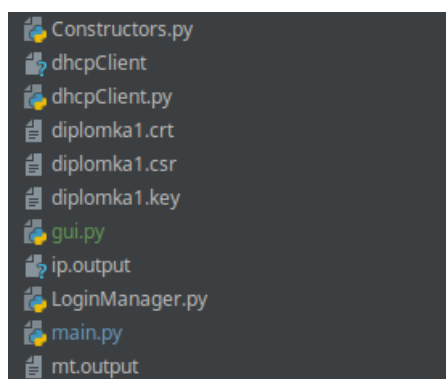 Constructors.py
dhcpClient
dhcpClient.py
diplomka1.crt
diplomka1.csr
diplomka1.key
gui.py
ip.output
LoginManager.py
main.py
mt.output